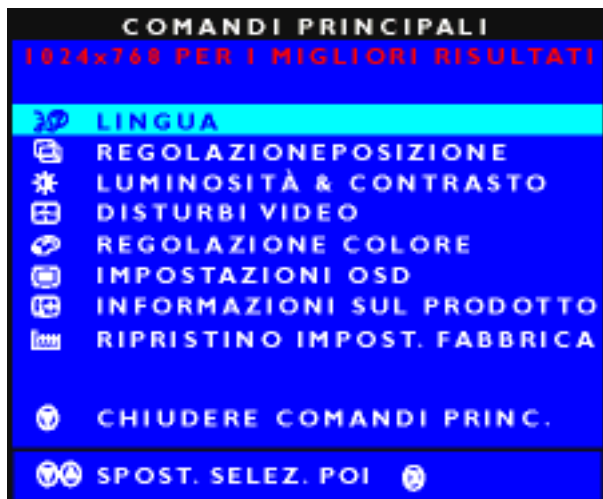 COMANDI PRINCIPALI
1024x768 PER I MIGLIORI RISULTATI
LINGUA
REGOLAZIONEPOSIZIONE
LUMINOSITÀ & CONTRASTO
DISTURBI VIDEO
REGOLAZIONE COLORE
IMPOSTAZIONI OSD
INFORMAZIONI SUL PRODOTTO
RIPRISTINO IMPOST. FABBRICA
CHIUDERE COMANDI PRINC.
SPOST. SELEZ. POI